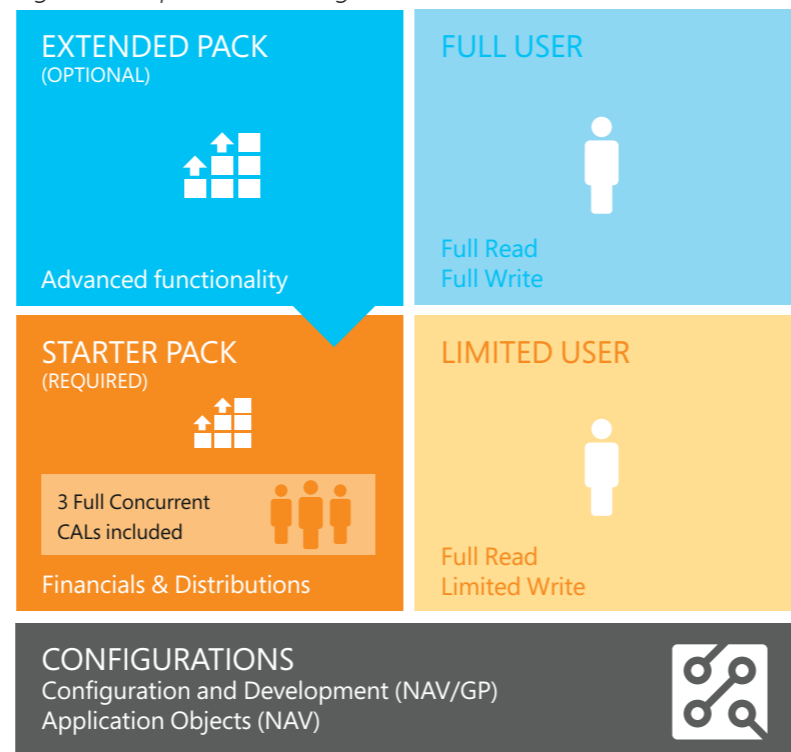 EXTENDED PACK
(OPTIONAL)
Advanced functionality
FULL USER
Full Read
Full Write
STARTER PACK
(REQUIRED)
3 Full Concurrent
CALs included
Financials & Distributions
LIMITED USER
Full Read
Limited Write
CONFIGURATIONS
Configuration and Development (NAV/GP)
Application Objects (NAV)